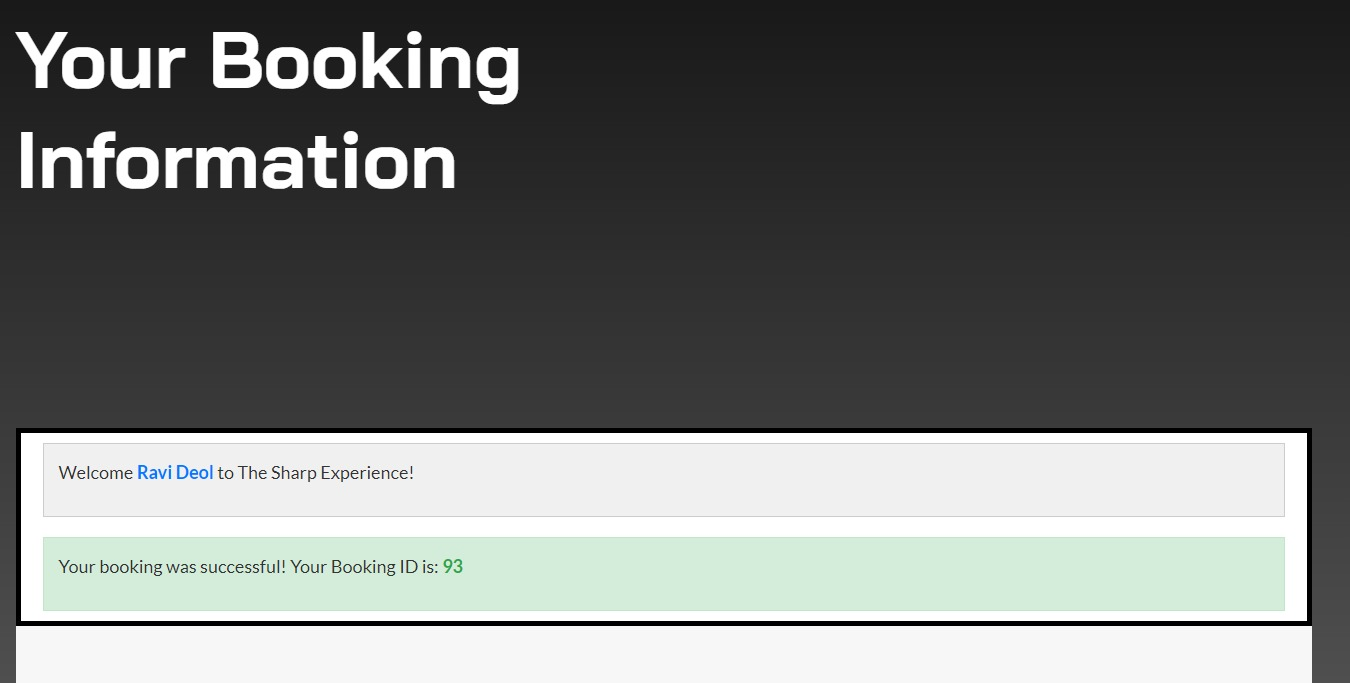 Your Booking
Information
Welcome Ravi Deol to The Sharp Experience!
Your booking was successful! Your Booking ID is: 93